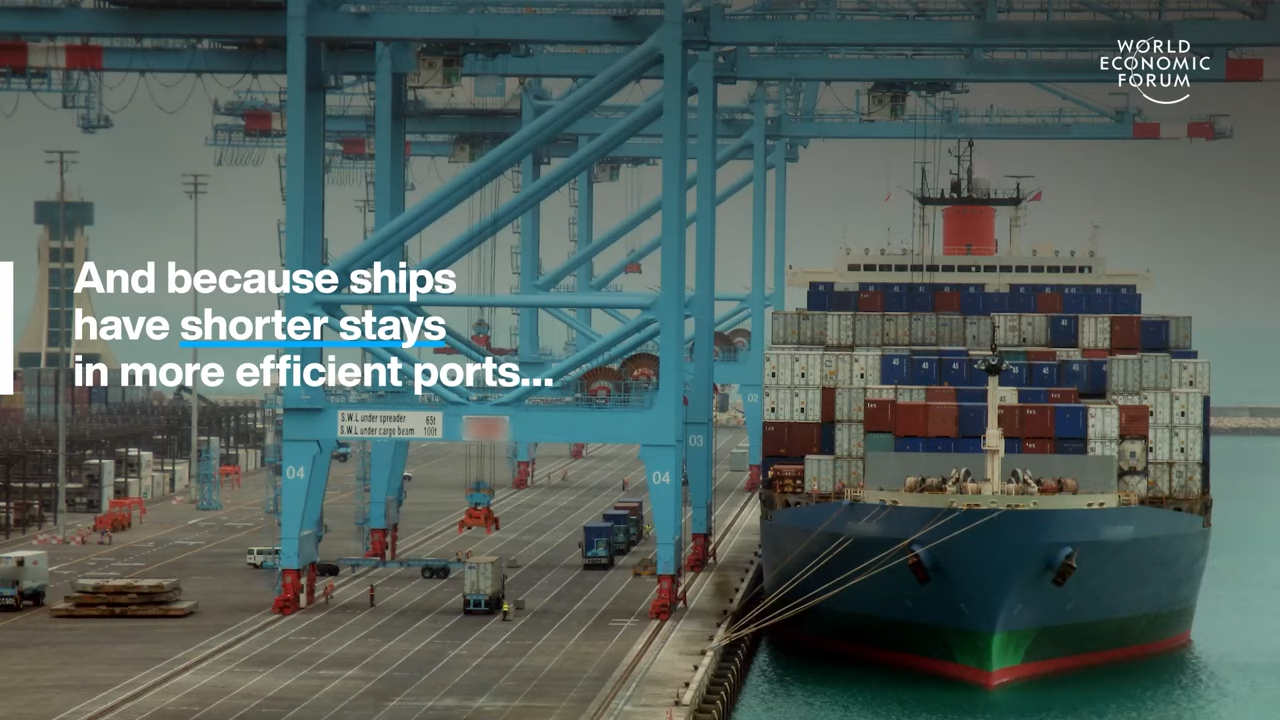 WORLD
ECONOMIC
FORUM
And because ships
have shorter stays
in more efficient ports...
S.W.L under spreader 65t
S.W.L under cargo beam 100t
04
04
03
02